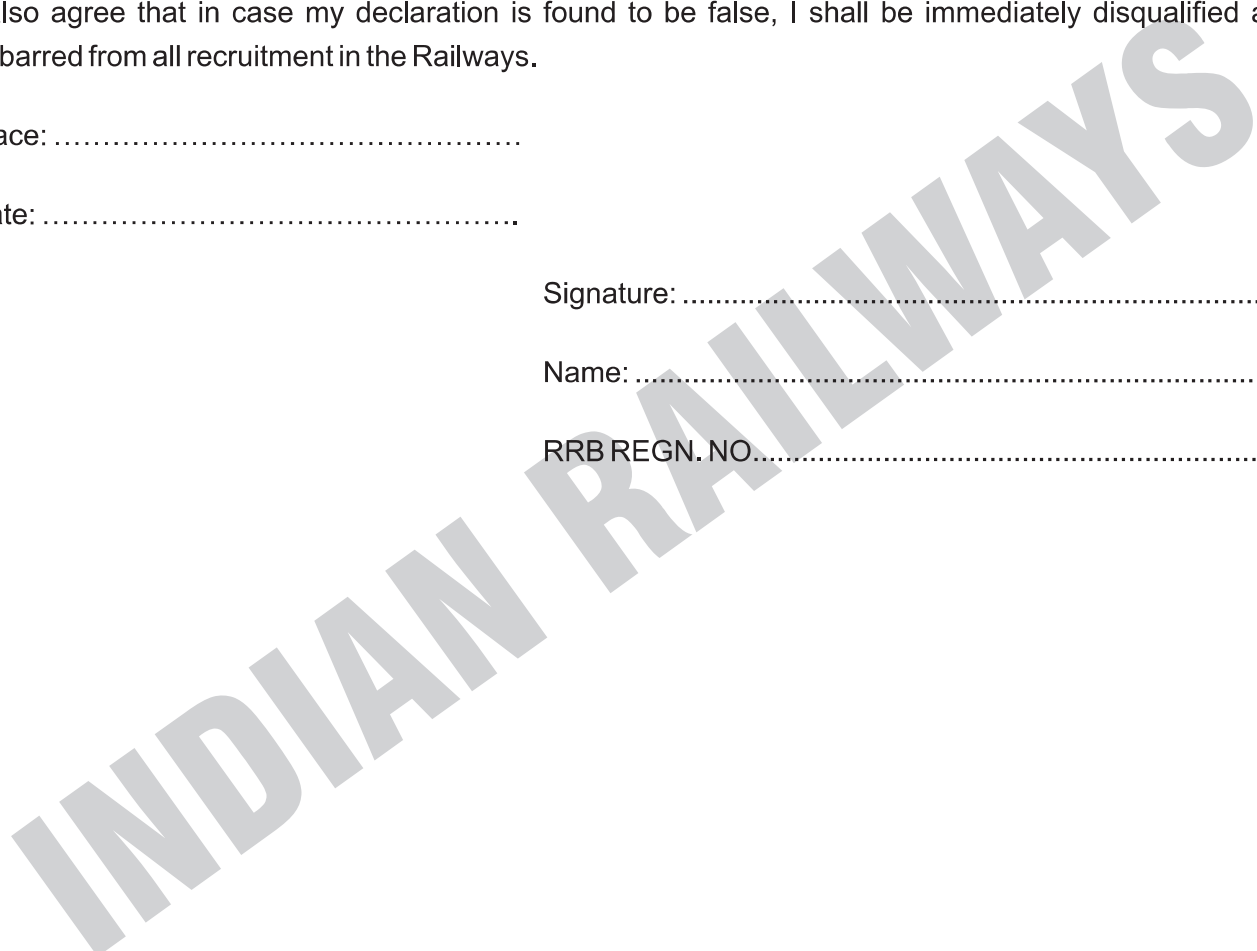 lso agree that in case my declaration is found to be false, I shall be immediately disqualified a
barred from all recruitment in the Railways.
ace: ................................................
ate: .................................................
Signature: ......................................................................
Name: ...........................................................................
RRB REGN. NO...............................................................
INDIAN RAILWAYS